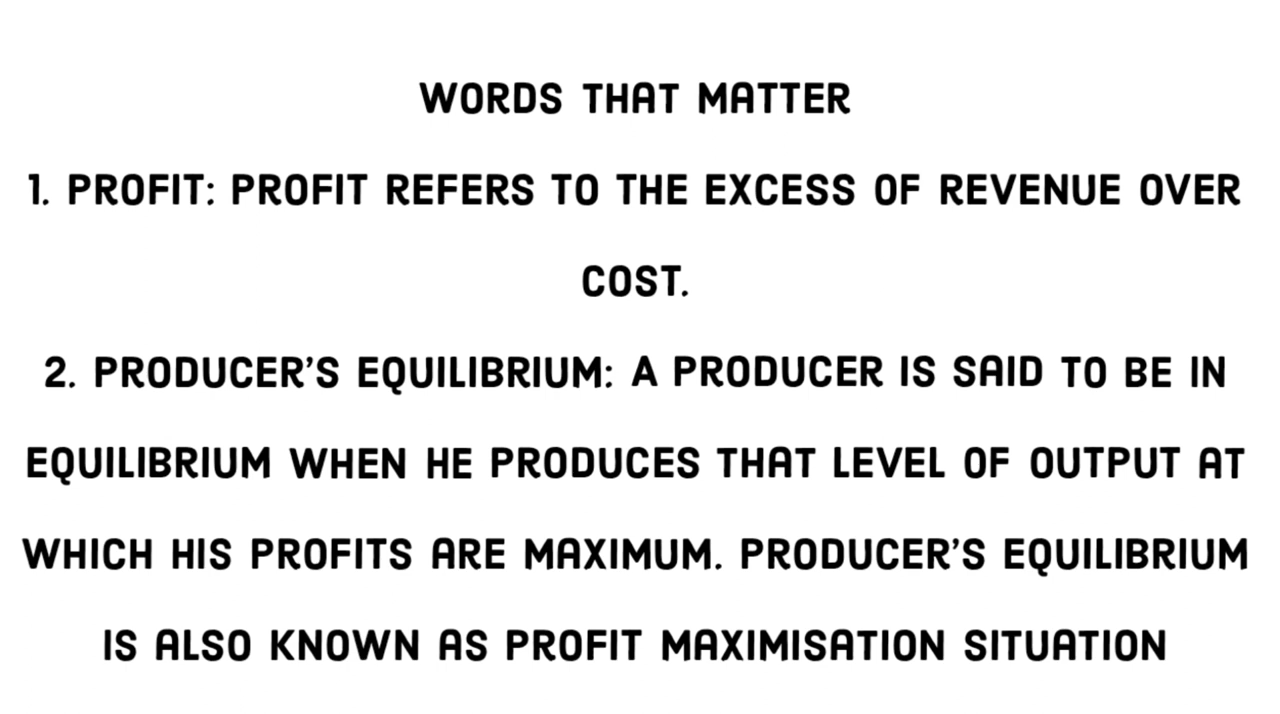 WORDS THAT MATTER
1. PROFIT: PROFIT REFERS TO THE EXCESS OF REVENUE OVER
COST.
2. PRODUCER’S EQUILIBRIUM: A PRODUCER IS SAID TO BE IN
EQUILIBRIUM WHEN HE PRODUCES THAT LEVEL OF OUTPUT AT
WHICH HIS PROFITS ARE MAXIMUM. PRODUCER’S EQUILIBRIUM
IS ALSO KNOWN AS PROFIT MAXIMISATION SITUATION